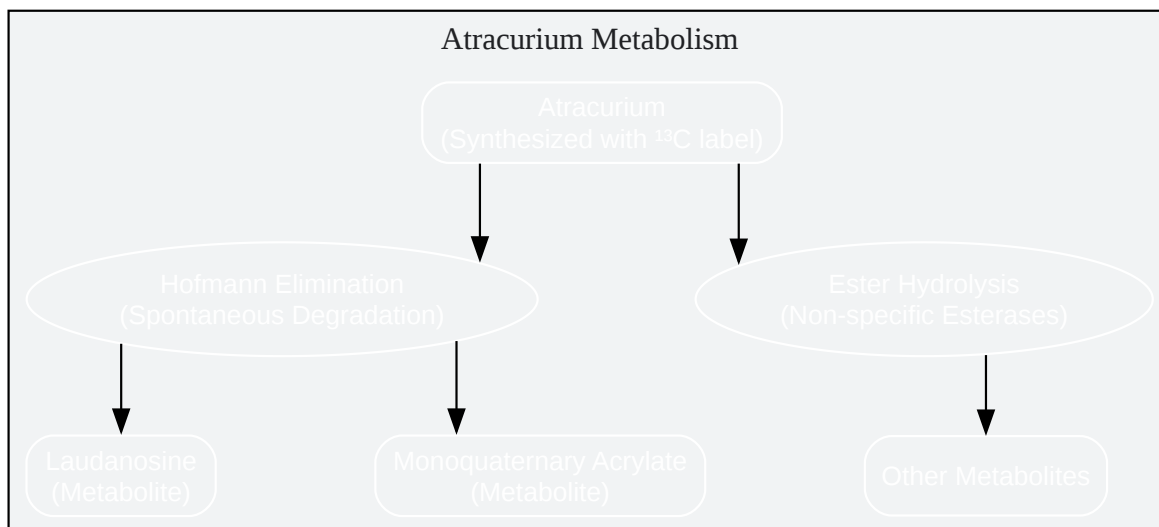 Atracurium Metabolism
Atracurium
(Synthesized with ¹³C label)
Hofmann Elimination
(Spontaneous Degradation)
Ester Hydrolysis
(Non-specific Esterases)
Laudanosine
(Metabolite)
Monoquaternary Acrylate
(Metabolite)
Other Metabolites